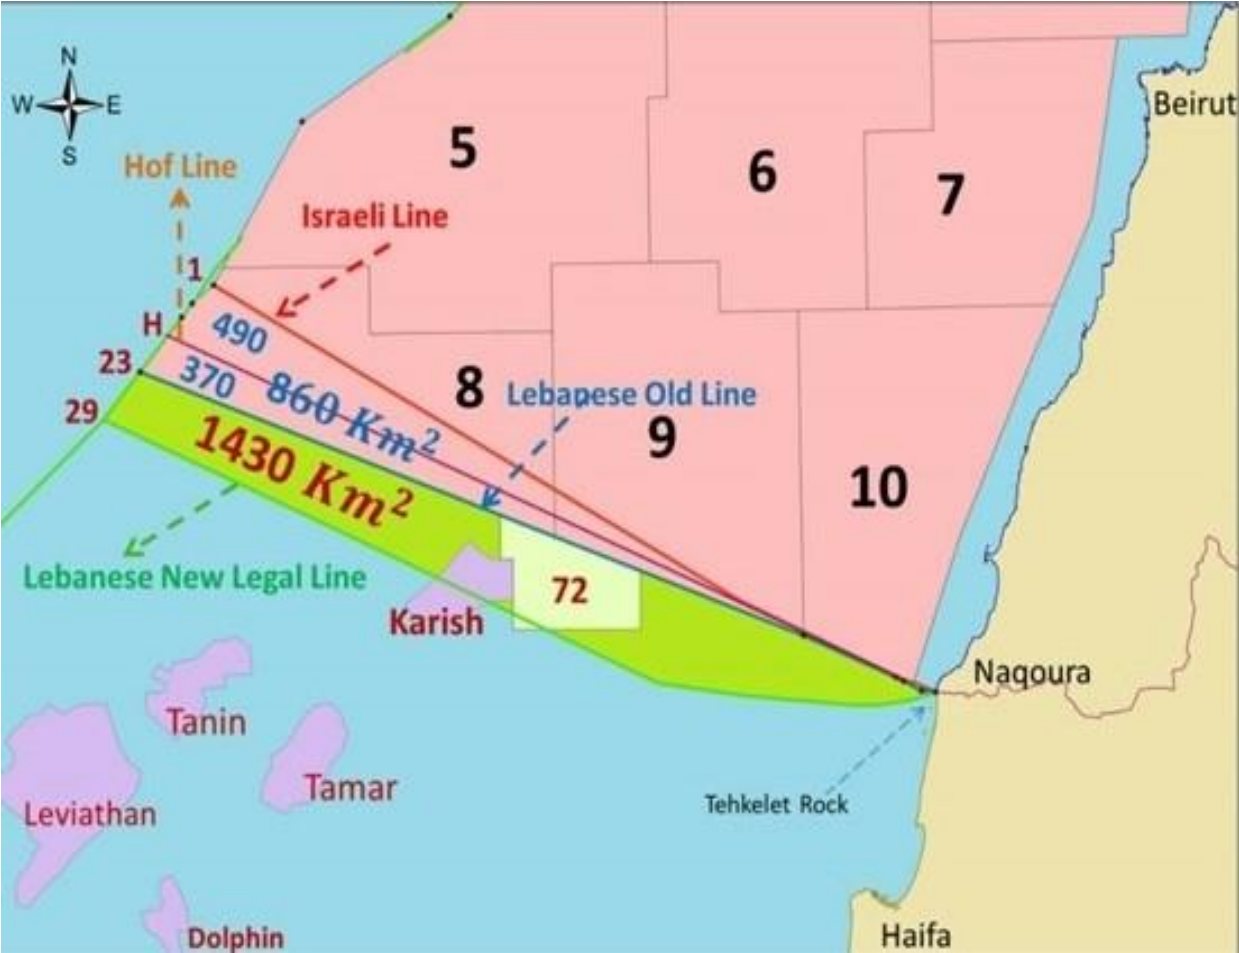 N
W E
S
Beirut
5
6
7
Hof Line
Israeli Line
1
H
490
23
370
860 Km²
8
Lebanese Old Line
9
29
1430 Km²
10
Lebanese New Legal Line
72
Karish
Naqoura
Tanin
Tamar
Tehkelet Rock
Leviathan
Dolphin
Haifa